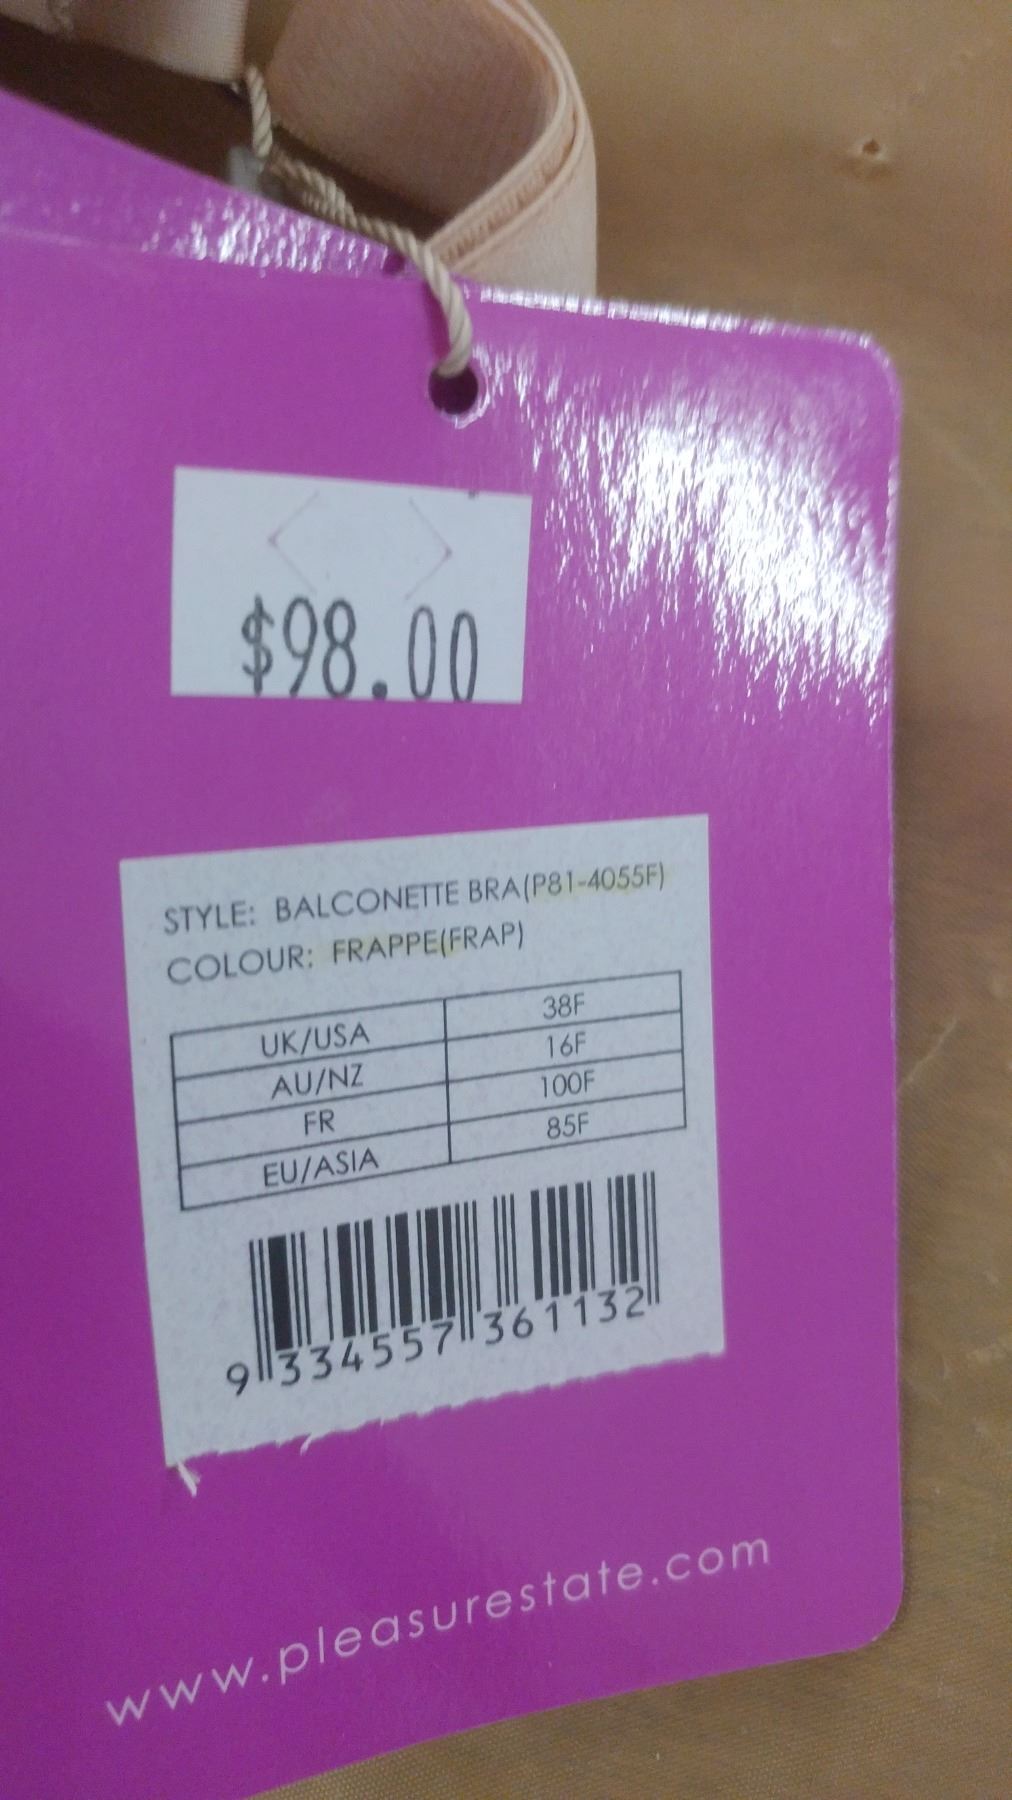 $98.00
STYLE: BALCONETTE BRA(P81-4055F)
COLOUR: FRAPPE(FRAP)
UK/USA 38F
AU/NZ 16F
FR 100F
EU/ASIA 85F
9 334557 361132
www.pleasurestate.com